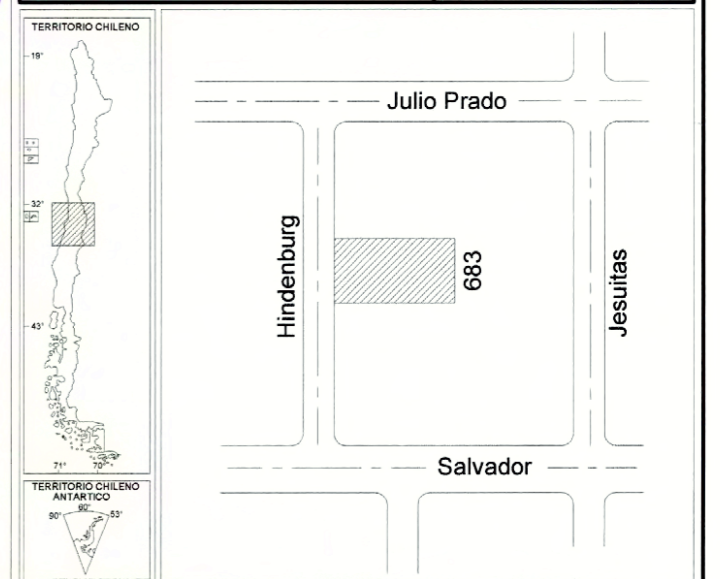 TERRITORIO CHILENO
19°
32°
43°
71° 70°
TERRITORIO CHILENO
ANTARTICO
90° 60° 53°
Julio Prado
Hindenburg
683
Jesuitas
Salvador